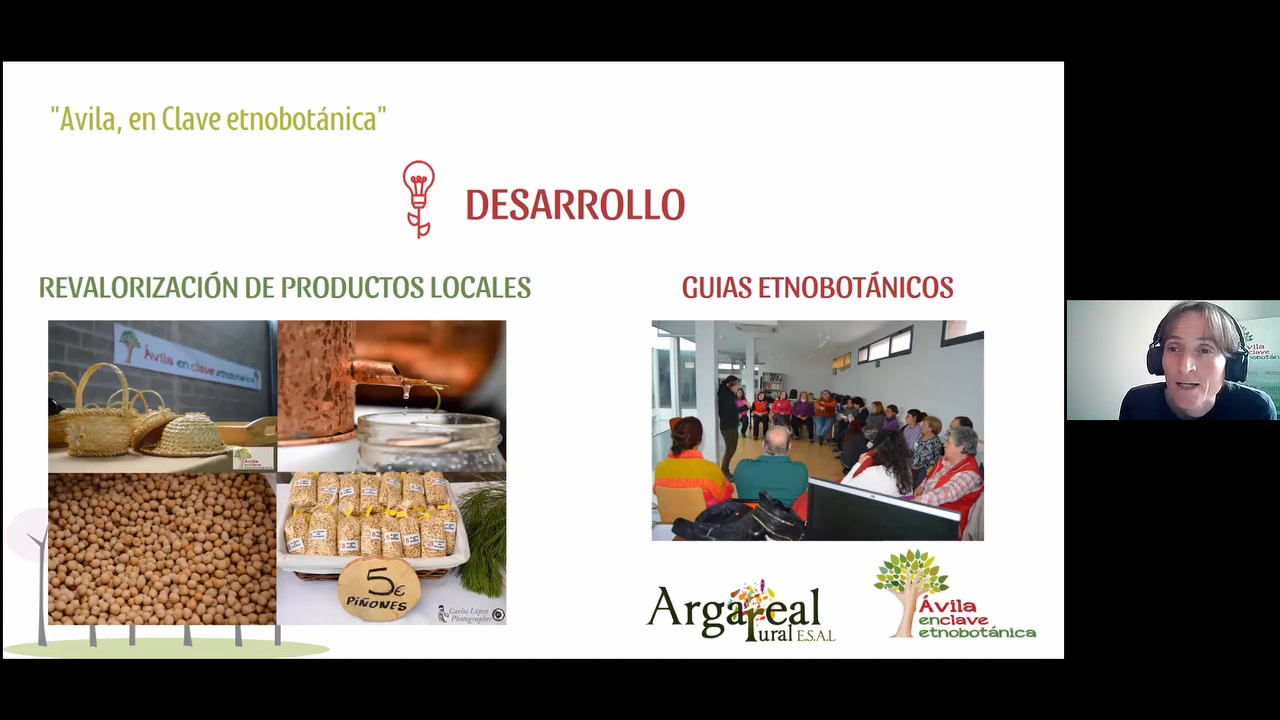 "Avila, en Clave etnobotánica"
DESARROLLO
REVALORIZACIÓN DE PRODUCTOS LOCALES
GUIAS ETNOBOTÁNICOS
Ávila en clave etnobotánica
5€
PIÑONES
Carlos López
Photographer
Argareal
rural E.S.A.L
Ávila
enclave
etnobotánica